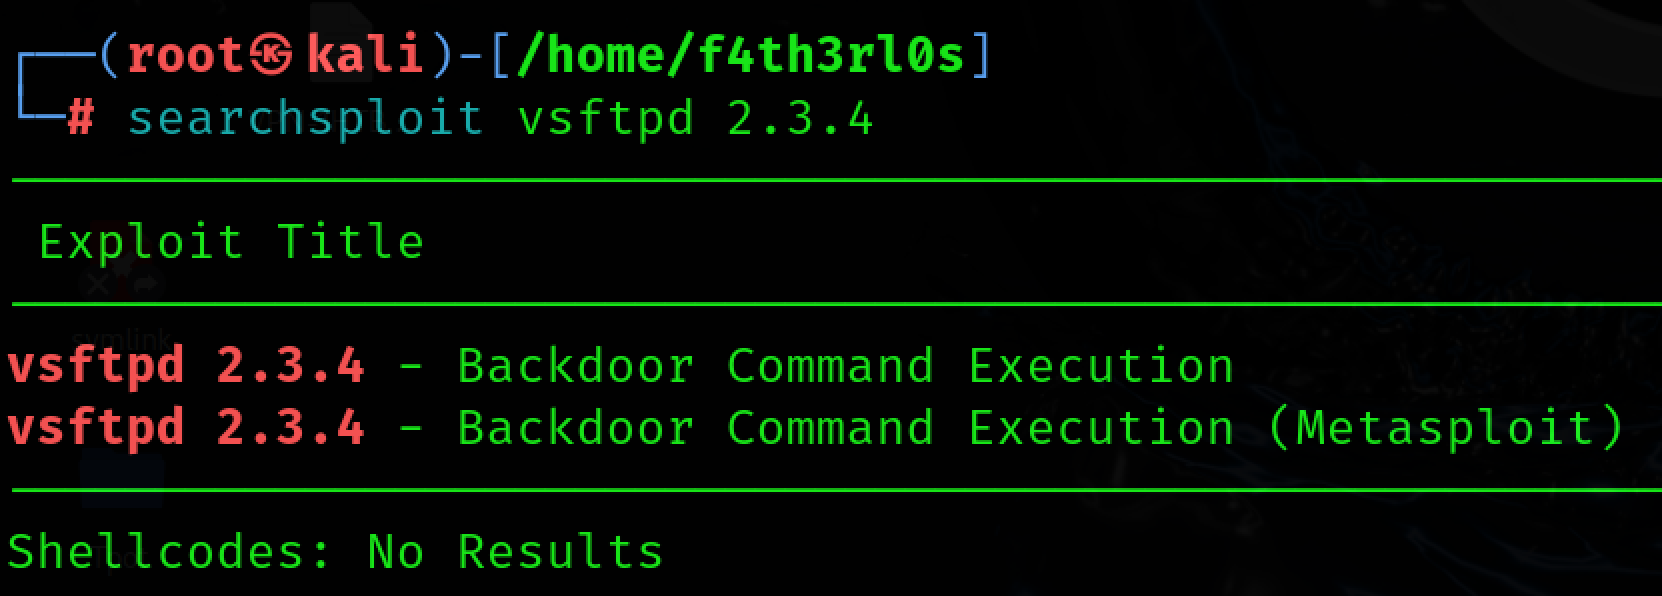 ┌──(root㉿kali)-[/home/f4th3rl0s]
└─# searchsploit vsftpd 2.3.4
Exploit Title
vsftpd 2.3.4 - Backdoor Command Execution
vsftpd 2.3.4 - Backdoor Command Execution (Metasploit)
Shellcodes: No Results